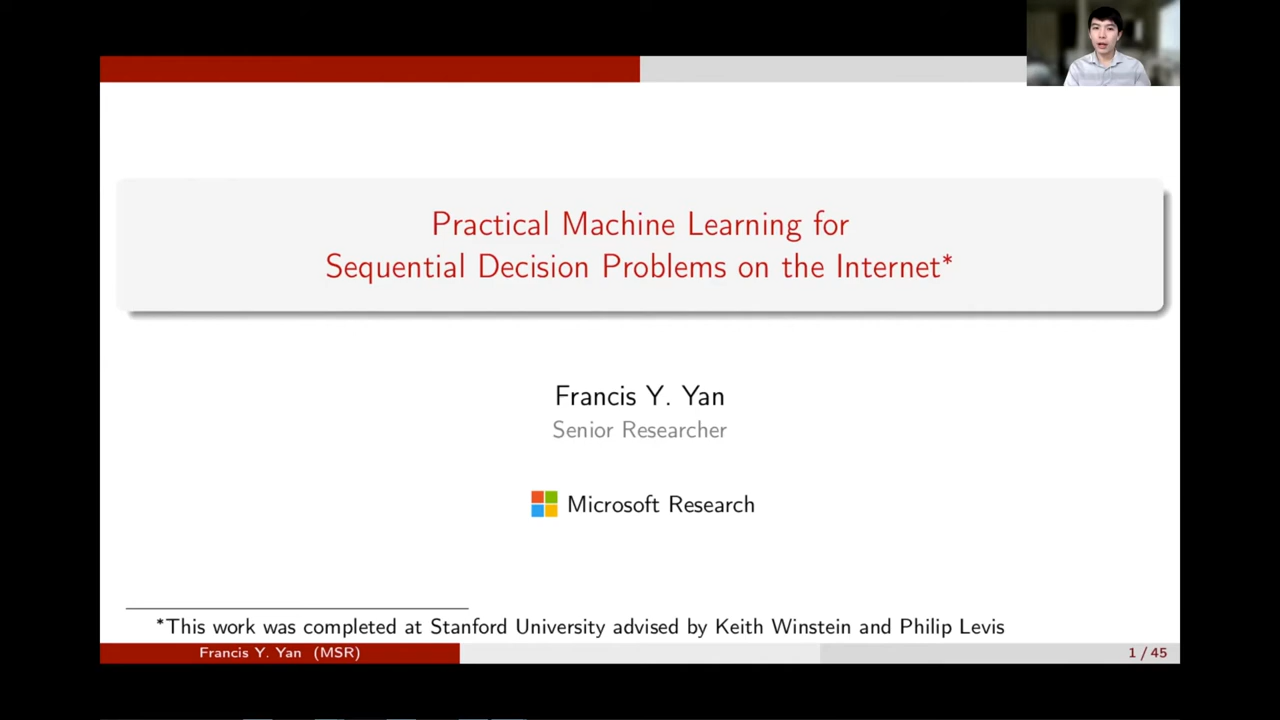 Practical Machine Learning for
Sequential Decision Problems on the Internet*
Francis Y. Yan
Senior Researcher
Microsoft Research
*This work was completed at Stanford University advised by Keith Winstein and Philip Levis
Francis Y. Yan (MSR)
1 / 45